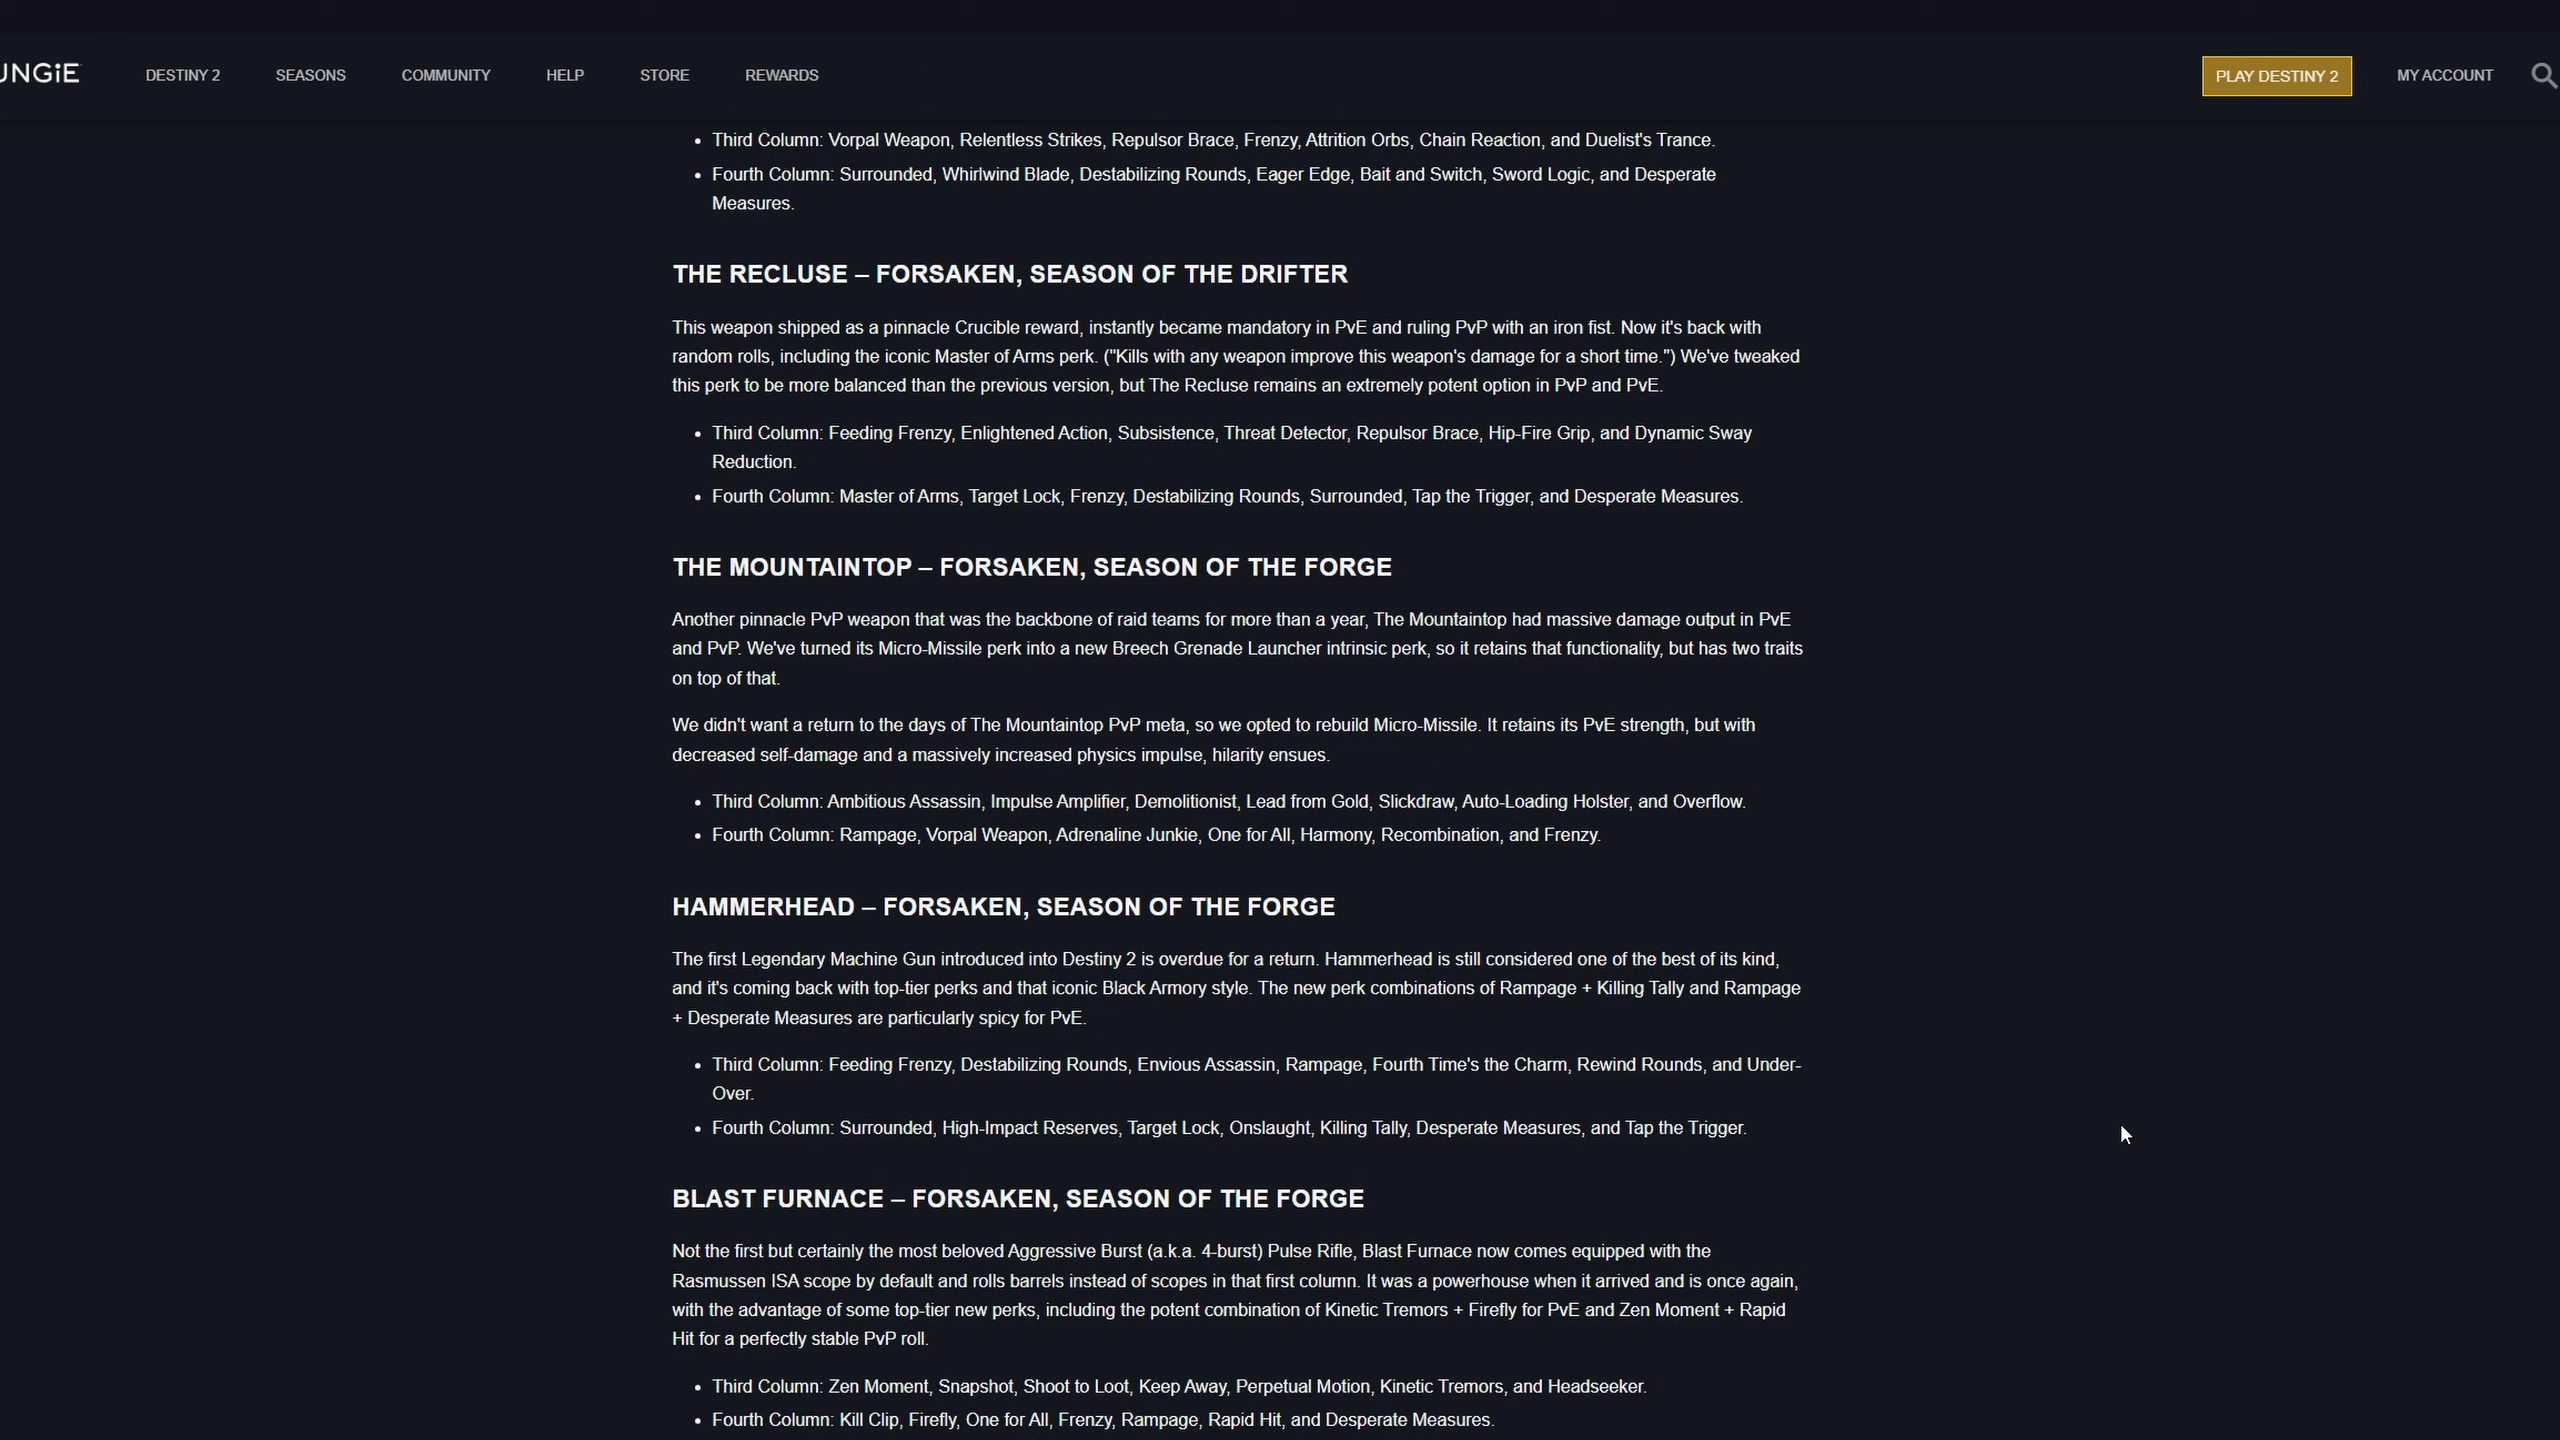 UNGiE
DESTINY 2
SEASONS
COMMUNITY
HELP
STORE
REWARDS
PLAY DESTINY 2
MY ACCOUNT
• Third Column: Vorpal Weapon, Relentless Strikes, Repulsor Brace, Frenzy, Attrition Orbs, Chain Reaction, and Duelist's Trance.
• Fourth Column: Surrounded, Whirlwind Blade, Destabilizing Rounds, Eager Edge, Bait and Switch, Sword Logic, and Desperate
Measures.
THE RECLUSE – FORSAKEN, SEASON OF THE DRIFTER
This weapon shipped as a pinnacle Crucible reward, instantly became mandatory in PvE and ruling PvP with an iron fist. Now it's back with
random rolls, including the iconic Master of Arms perk. ("Kills with any weapon improve this weapon's damage for a short time.") We've tweaked
this perk to be more balanced than the previous version, but The Recluse remains an extremely potent option in PvP and PvE.
• Third Column: Feeding Frenzy, Enlightened Action, Subsistence, Threat Detector, Repulsor Brace, Hip-Fire Grip, and Dynamic Sway
Reduction.
• Fourth Column: Master of Arms, Target Lock, Frenzy, Destabilizing Rounds, Surrounded, Tap the Trigger, and Desperate Measures.
THE MOUNTAINTOP – FORSAKEN, SEASON OF THE FORGE
Another pinnacle PvP weapon that was the backbone of raid teams for more than a year, The Mountaintop had massive damage output in PvE
and PvP. We've turned its Micro-Missile perk into a new Breech Grenade Launcher intrinsic perk, so it retains that functionality, but has two traits
on top of that.
We didn't want a return to the days of The Mountaintop PvP meta, so we opted to rebuild Micro-Missile. It retains its PvE strength, but with
decreased self-damage and a massively increased physics impulse, hilarity ensues.
• Third Column: Ambitious Assassin, Impulse Amplifier, Demolitionist, Lead from Gold, Slickdraw, Auto-Loading Holster, and Overflow.
• Fourth Column: Rampage, Vorpal Weapon, Adrenaline Junkie, One for All, Harmony, Recombination, and Frenzy.
HAMMERHEAD – FORSAKEN, SEASON OF THE FORGE
The first Legendary Machine Gun introduced into Destiny 2 is overdue for a return. Hammerhead is still considered one of the best of its kind,
and it's coming back with top-tier perks and that iconic Black Armory style. The new perk combinations of Rampage + Killing Tally and Rampage
+ Desperate Measures are particularly spicy for PvE.
• Third Column: Feeding Frenzy, Destabilizing Rounds, Envious Assassin, Rampage, Fourth Time's the Charm, Rewind Rounds, and Under-
Over.
• Fourth Column: Surrounded, High-Impact Reserves, Target Lock, Onslaught, Killing Tally, Desperate Measures, and Tap the Trigger.
BLAST FURNACE – FORSAKEN, SEASON OF THE FORGE
Not the first but certainly the most beloved Aggressive Burst (a.k.a. 4-burst) Pulse Rifle, Blast Furnace now comes equipped with the
Rasmussen ISA scope by default and rolls barrels instead of scopes in that first column. It was a powerhouse when it arrived and is once again,
with the advantage of some top-tier new perks, including the potent combination of Kinetic Tremors + Firefly for PvE and Zen Moment + Rapid
Hit for a perfectly stable PvP roll.
• Third Column: Zen Moment, Snapshot, Shoot to Loot, Keep Away, Perpetual Motion, Kinetic Tremors, and Headseeker.
• Fourth Column: Kill Clip, Firefly, One for All, Frenzy, Rampage, Rapid Hit, and Desperate Measures.